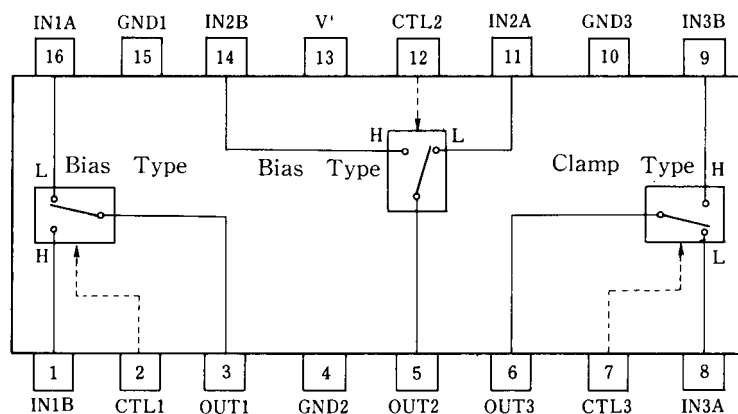 IN1A GND1 IN2B V' CTL2 IN2A GND3 IN3B
16 15 14 13 12 11 10 9
H L
L Bias Type Bias Type Clamp Type H
H L
1 2 3 4 5 6 7 8
IN1B CTL1 OUT1 GND2 OUT2 OUT3 CTL3 IN3A